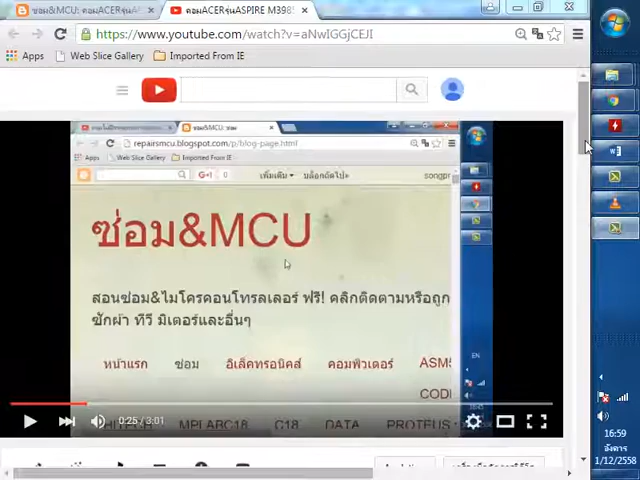 ซ่อม&MCU: คอมACERรุ่น
คอมACERรุ่นASPIRE M398
https://www.youtube.com/watch?v=aNwIGGjCEJI
Apps Web Slice Gallery Imported From IE
ซ่อม&MCU: ซ่อม
repairsmcu.blogspot.com/p/blog-page.html
Apps Web Slice Gallery Imported From IE
G+1 0 เพิ่มเติม บล็อกถัดไป» songpr
ซ่อม&MCU
สอนซ่อม&ไมโครคอนโทรลเลอร์ ฟรี! คลิกติดตามหรือถูก
ซักผ้า ทีวี มิเตอร์และอื่นๆ
หน้าแรก ซ่อม อิเล็คทรอนิคส์ คอมพิวเตอร์ ASM5
CODI
MPLABC18 C18 DATA PROTEUS
EN
0:25 / 3:01
16:59
อังคาร
1/12/2558